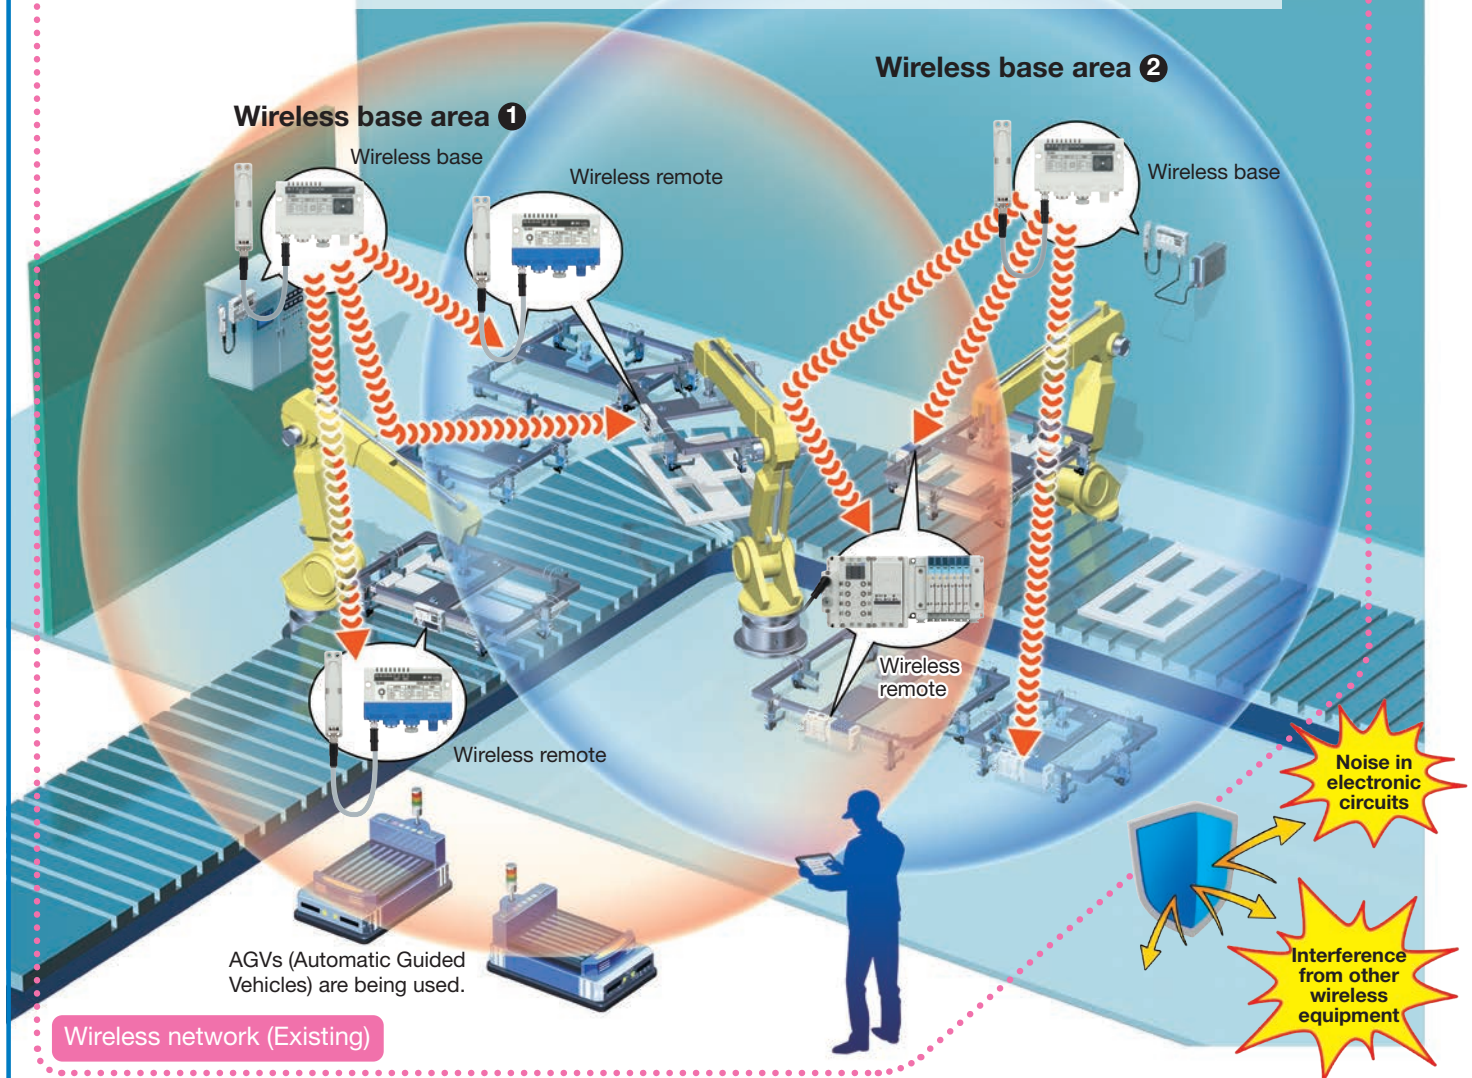 Wireless base area 2
Wireless base area 1
Wireless base
Wireless remote
Wireless base
Wireless
remote
Wireless remote
Noise in
electronic
circuits
AGVs (Automatic Guided
Vehicles) are being used.
Interference
from other
wireless
equipment
Wireless network (Existing)